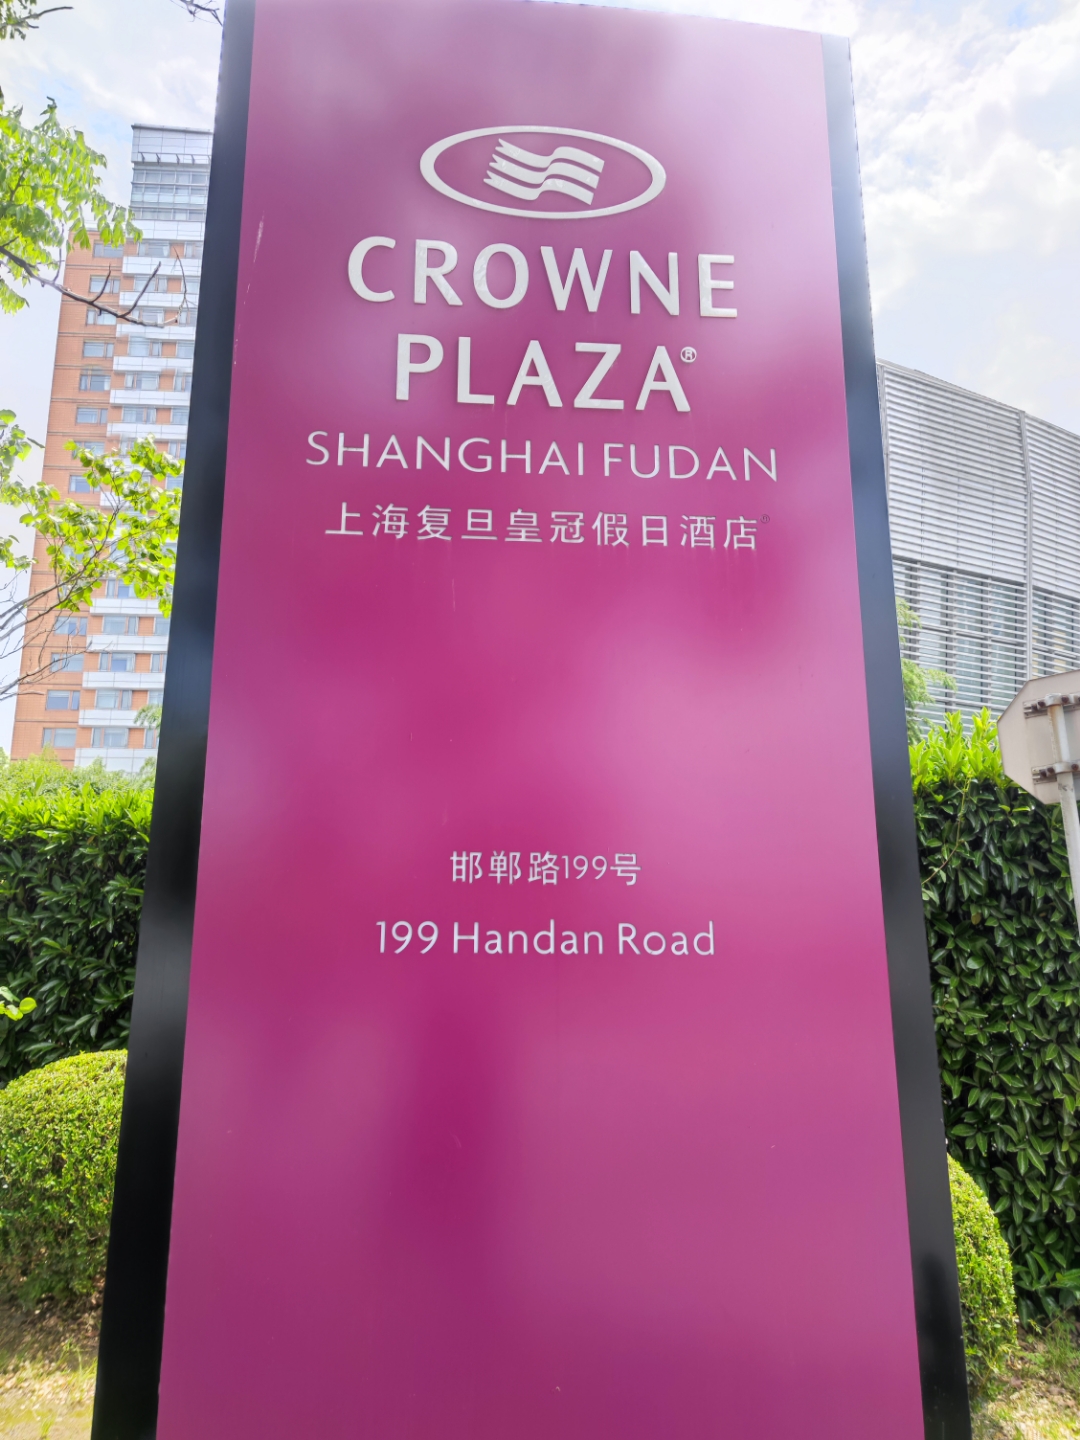 CROWNE
PLAZA®
SHANGHAI FUDAN
上海复旦皇冠假日酒店
邯郸路199号
199 Handan Road